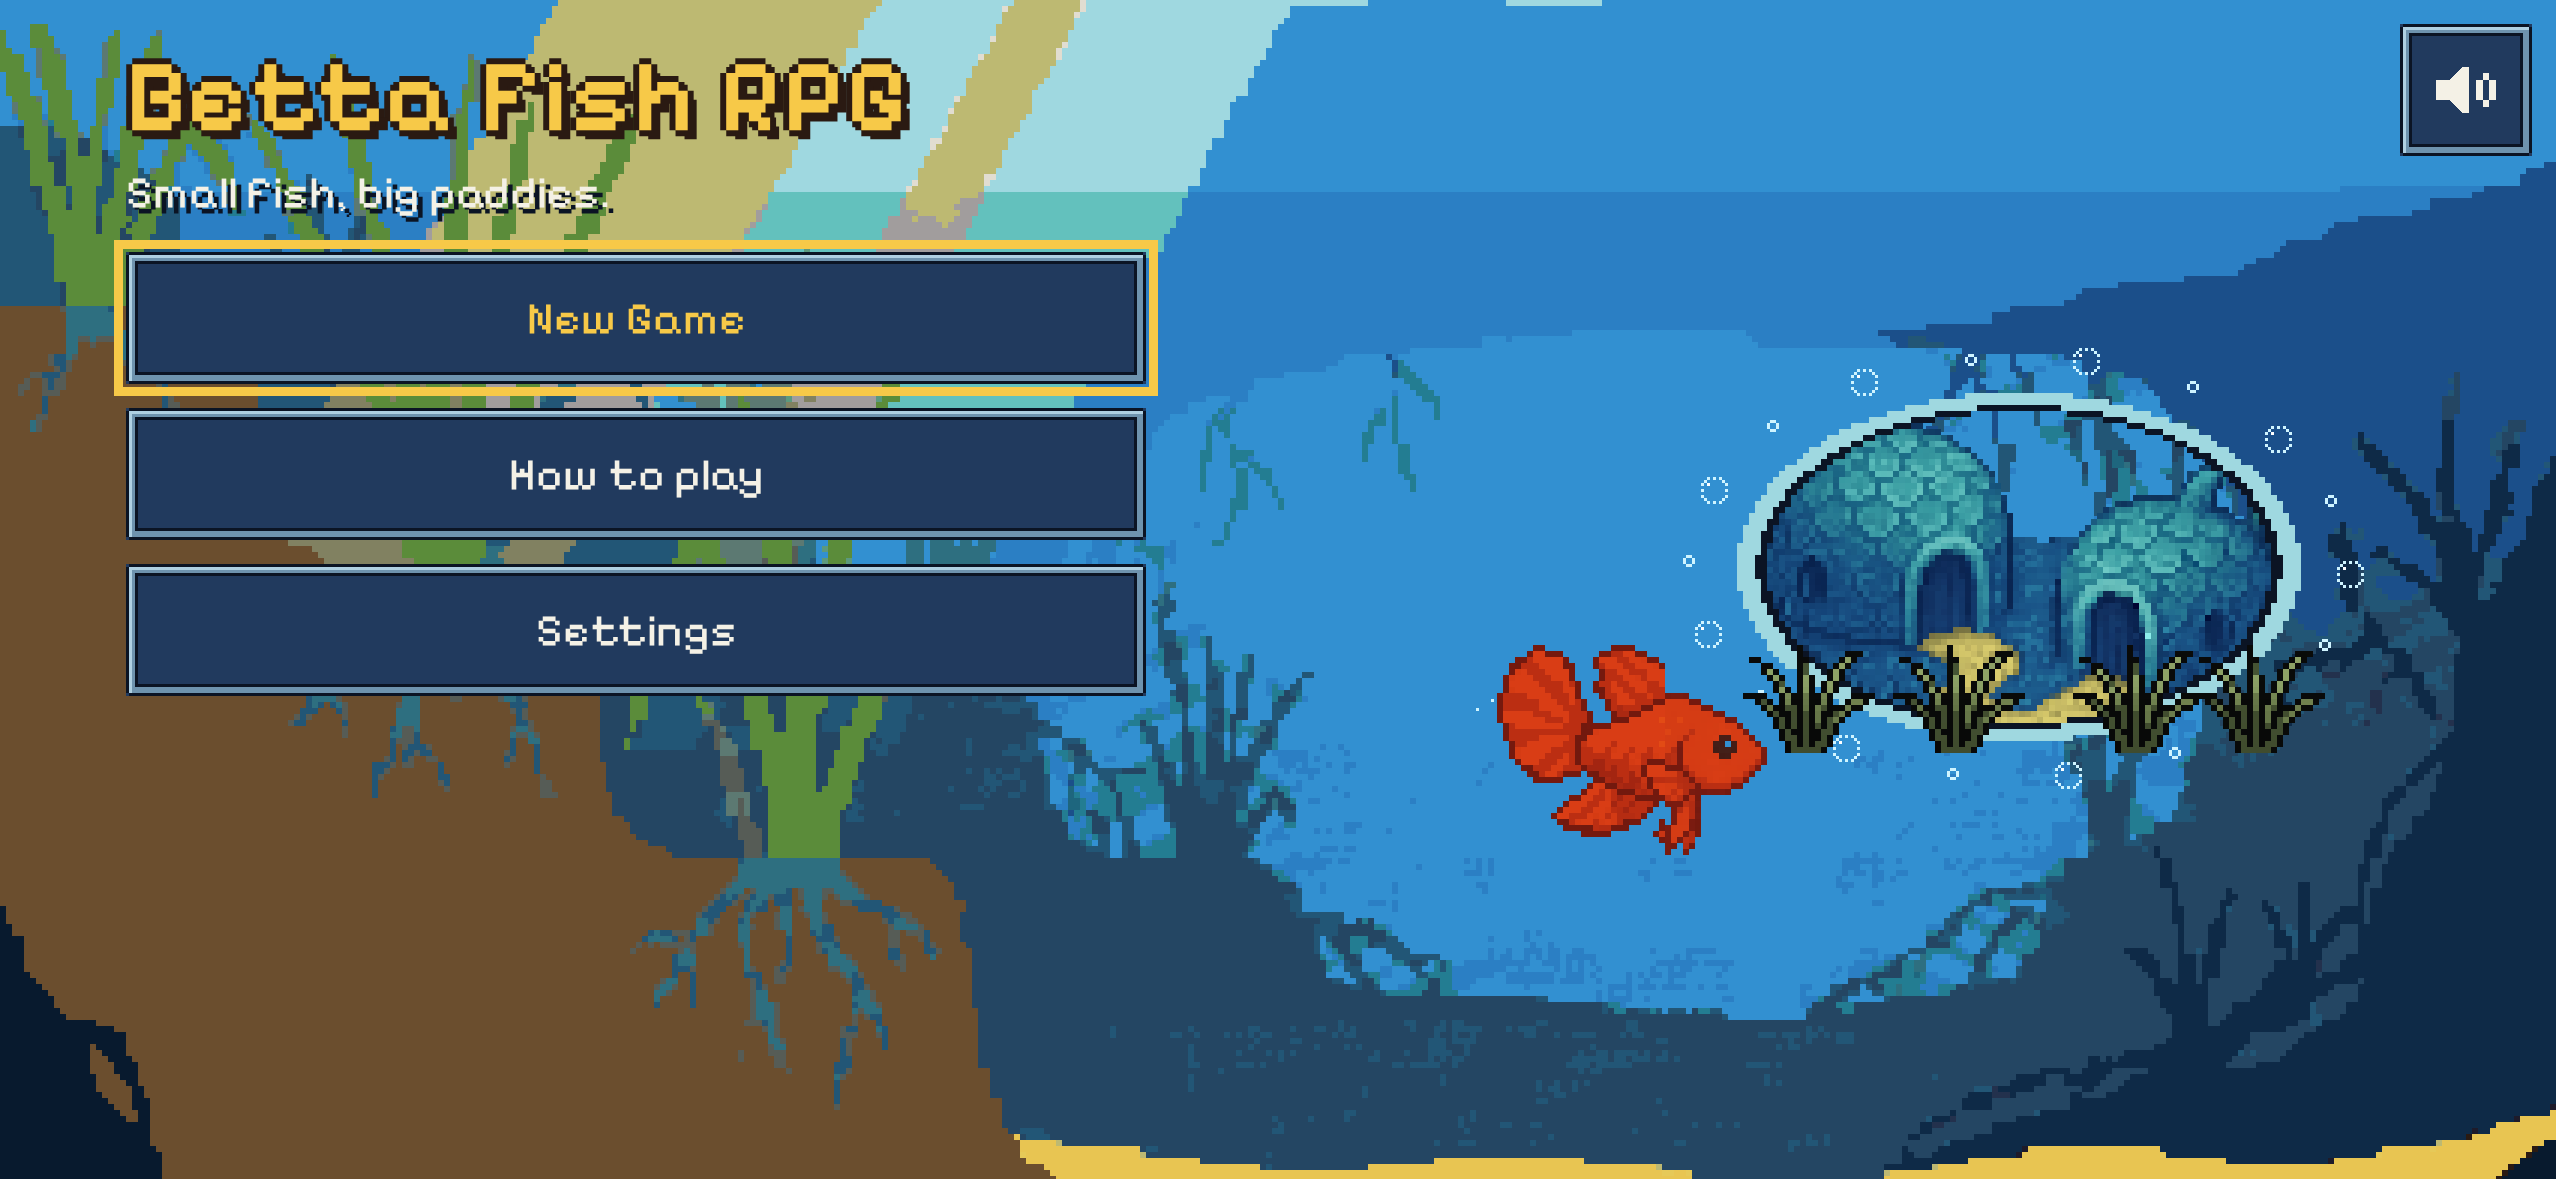 Betta Fish RPG
Small fish, big paddies.
New Game
How to play
Settings